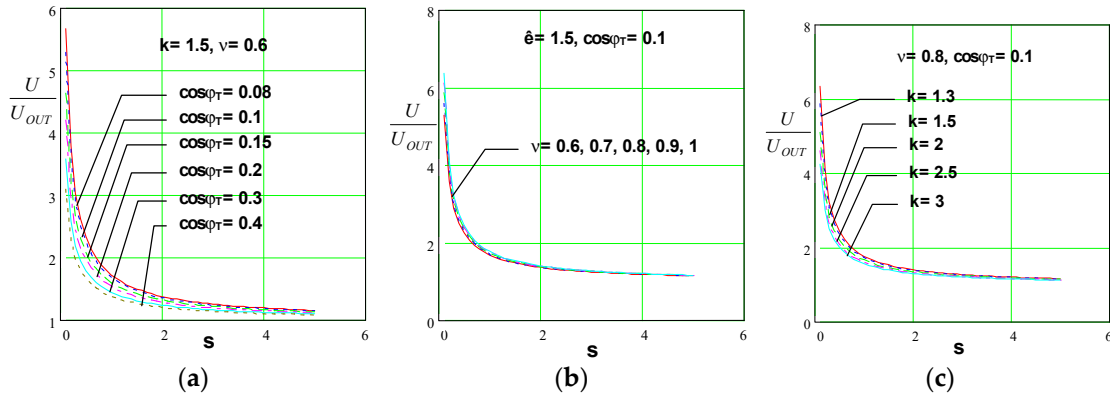 6
5
4
3
2
1
U
U_OUT
k= 1.5, ν= 0.6
cosφT= 0.08
cosφT= 0.1
cosφT= 0.15
cosφT= 0.2
cosφT= 0.3
cosφT= 0.4
0 2 4 6
s
(a)
8
6
4
2
0
U
U_OUT
ê= 1.5, cosφT= 0.1
ν= 0.6, 0.7, 0.8, 0.9, 1
0 2 4 6
s
(b)
8
6
4
2
0
U
U_OUT
ν= 0.8, cosφT= 0.1
k= 1.3
k= 1.5
k= 2
k= 2.5
k= 3
0 2 4 6
s
(c)